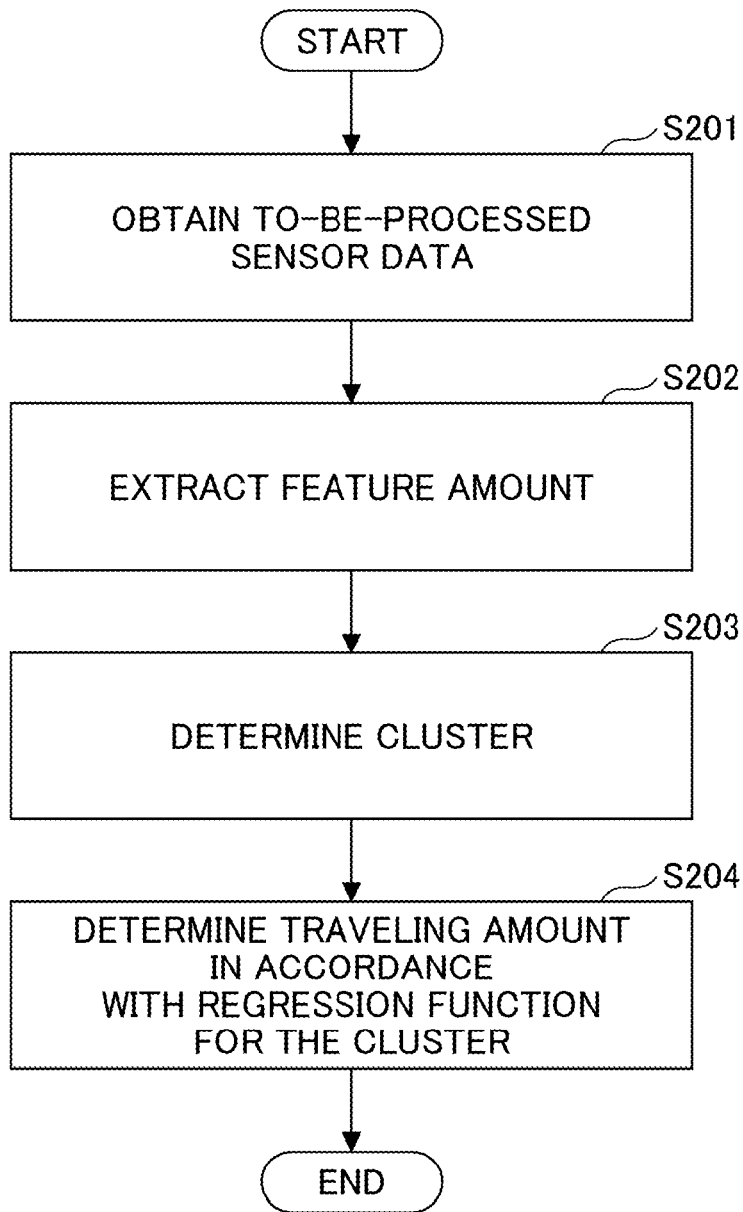 START
S201
OBTAIN TO-BE-PROCESSED
SENSOR DATA
S202
EXTRACT FEATURE AMOUNT
S203
DETERMINE CLUSTER
S204
DETERMINE TRAVELING AMOUNT
IN ACCORDANCE
WITH REGRESSION FUNCTION
FOR THE CLUSTER
END